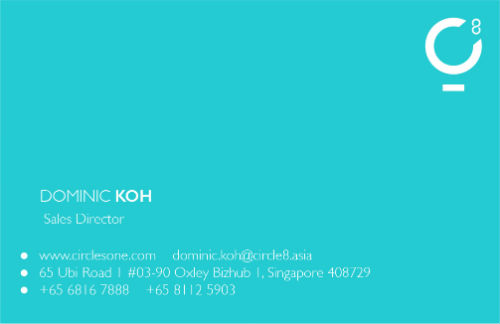 8
DOMINIC KOH
Sales Director
www.circlesone.com dominic.koh@circle8.asia
65 Ubi Road 1 #03-90 Oxley Bizhub 1, Singapore 408729
+65 6816 7888 +65 8112 5903